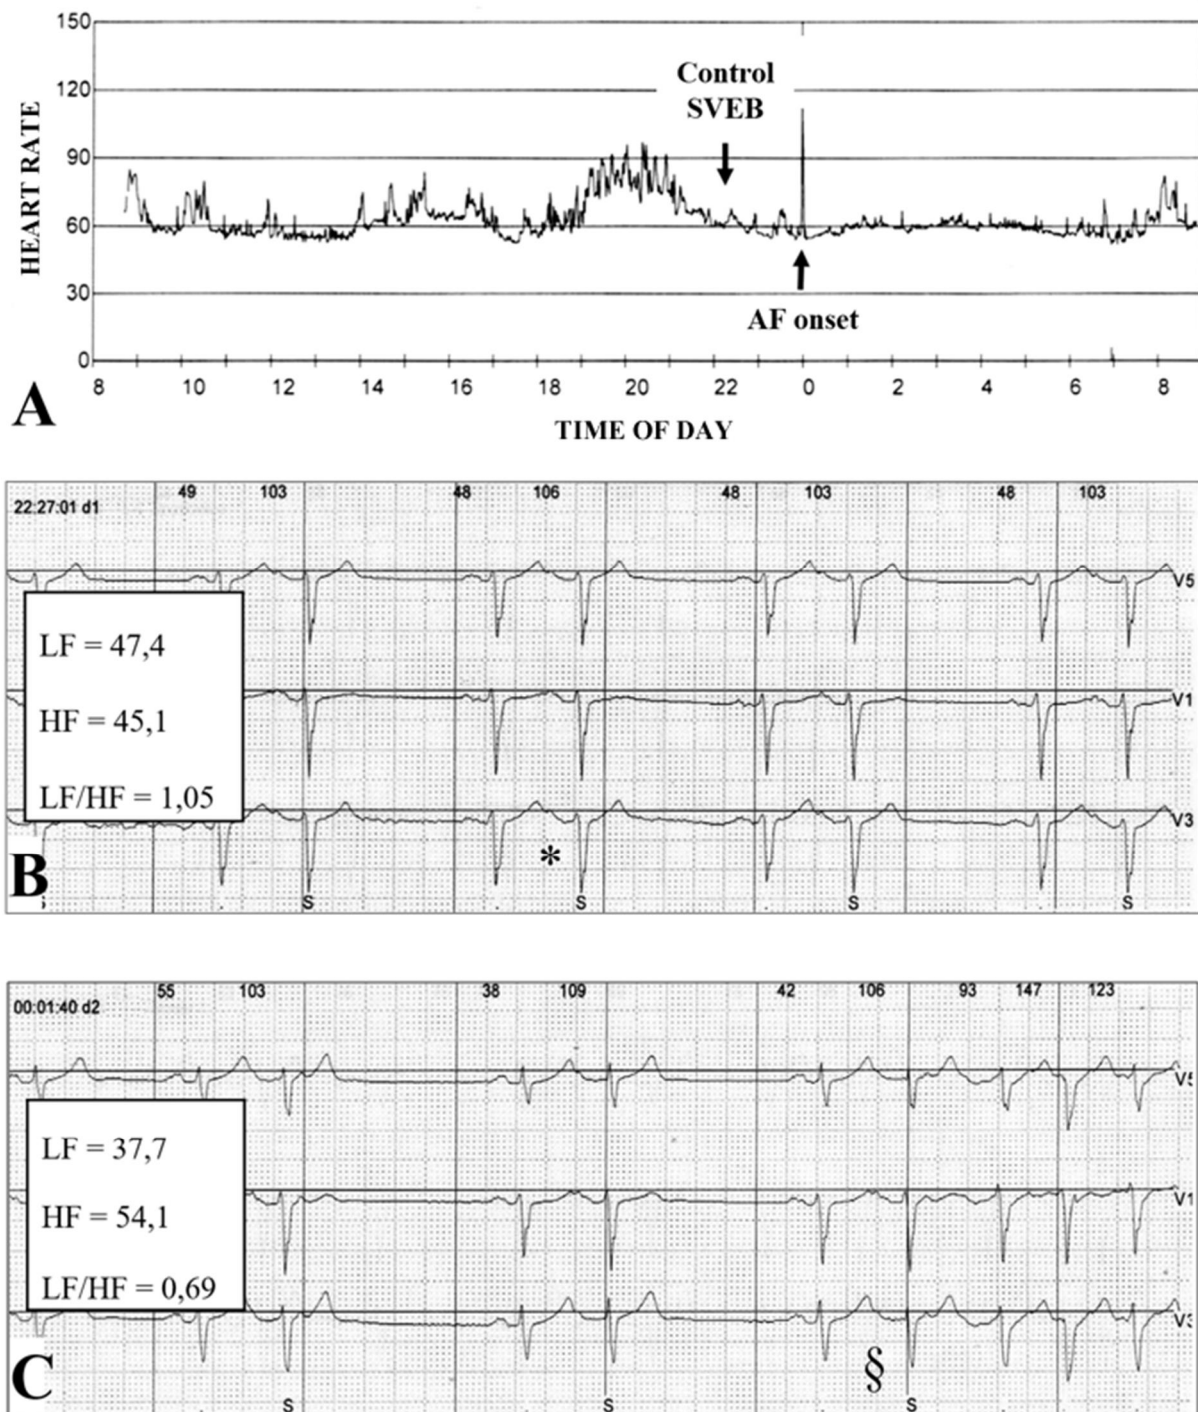 150
120
90
60
30
0
HEART RATE
Control
SVEB
AF onset
8 10 12 14 16 18 20 22 0 2 4 6 8
TIME OF DAY
A
49 103 48 106 48 103 48 103
22:27:01 d1
V5
LF = 47,4
HF = 45,1
LF/HF = 1,05
V1
V3
*
B
S S S S
55 103 38 109 42 106 93 147 123
00:01:40 d2
LF = 37,7
HF = 54,1
LF/HF = 0,69
V1
§
C
S S S